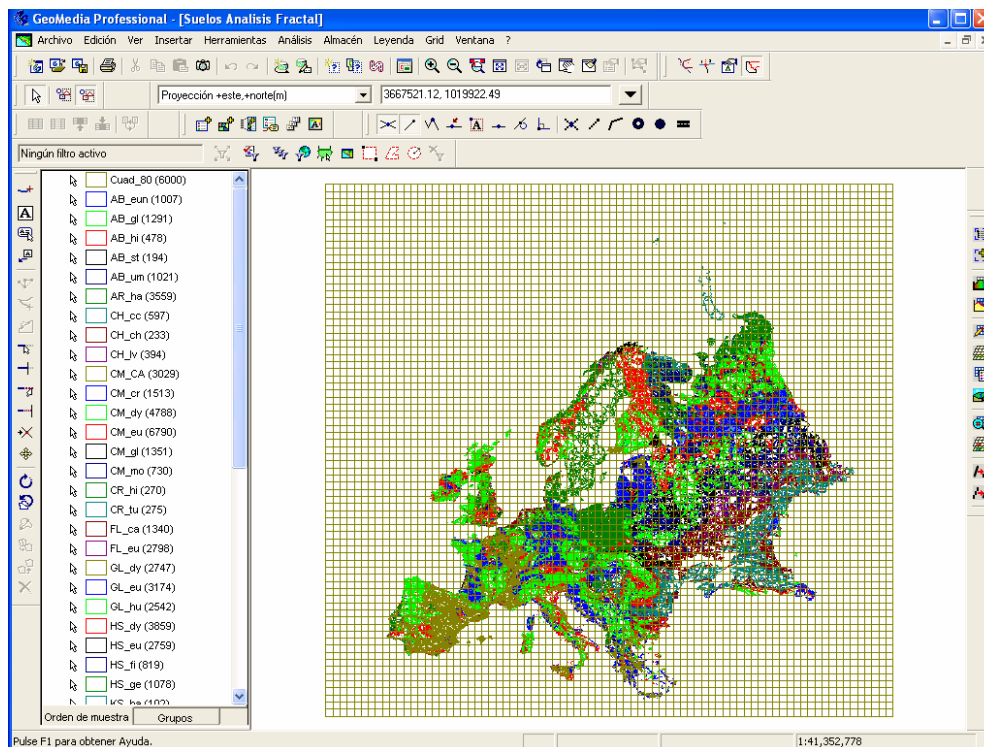 GeoMedia Professional - [Suelos Analisis Fractal]
Archivo Edición Ver Insertar Herramientas Análisis Almacén Leyenda Grid Ventana ?
Proyección +este,+norte(m) 3667521.12, 1019922.49
Ningún filtro activo
Cuad_80 (6000)
AB_eun (1007)
AB_gl (1291)
AB_hi (478)
AB_st (194)
AB_um (1021)
AR_ha (3559)
CH_cc (597)
CH_ch (233)
CH_lv (394)
CM_CA (3029)
CM_cr (1513)
CM_dy (4788)
CM_eu (6790)
CM_gl (1351)
CM_mo (730)
CR_hi (270)
CR_tu (275)
FL_ca (1340)
FL_eu (2798)
GL_dy (2747)
GL_eu (3174)
GL_hu (2542)
HS_dy (3859)
HS_eu (2759)
HS_fi (819)
HS_ge (1078)
KS_ha (102)
Orden de muestra Grupos
Pulse F1 para obtener Ayuda. 1:41,352,778